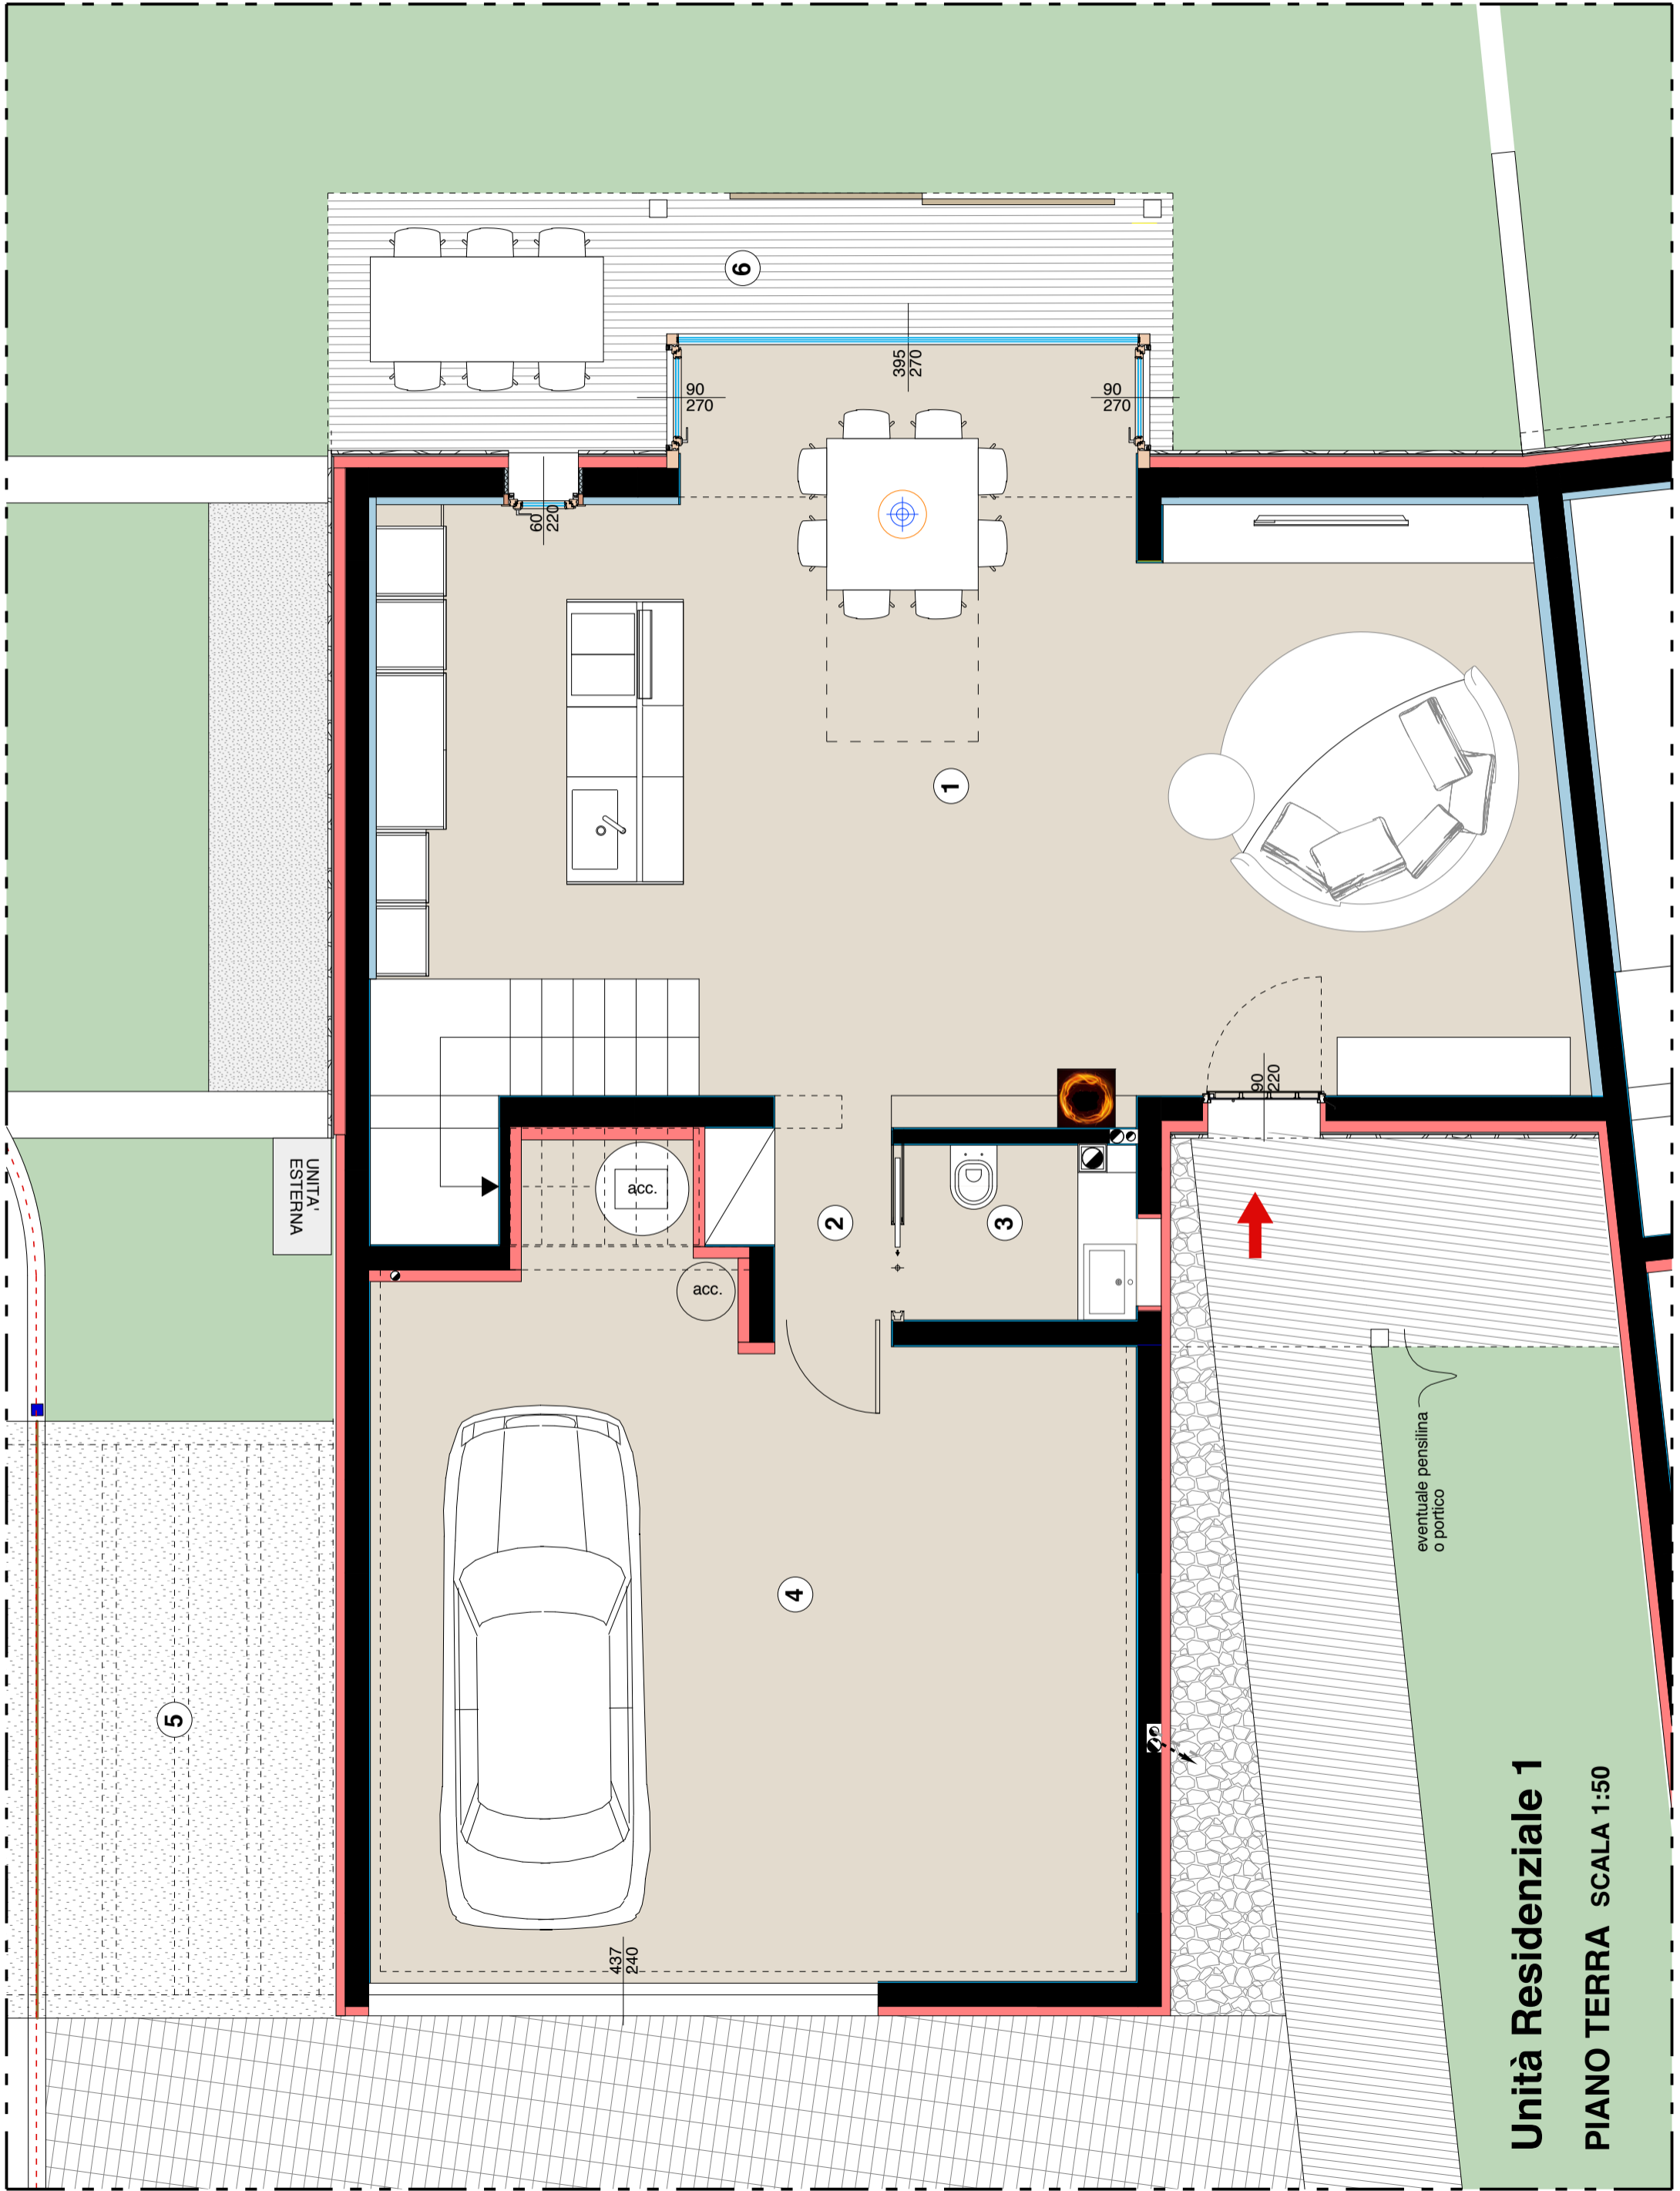 6
395
270
90
270
90
270
60
220
1
90
220
UNITA'
ESTERNA
acc.
acc.
2
3
4
5
eventuale pensilina
o portico
437
240
Unità Residenziale 1
PIANO TERRA SCALA 1:50